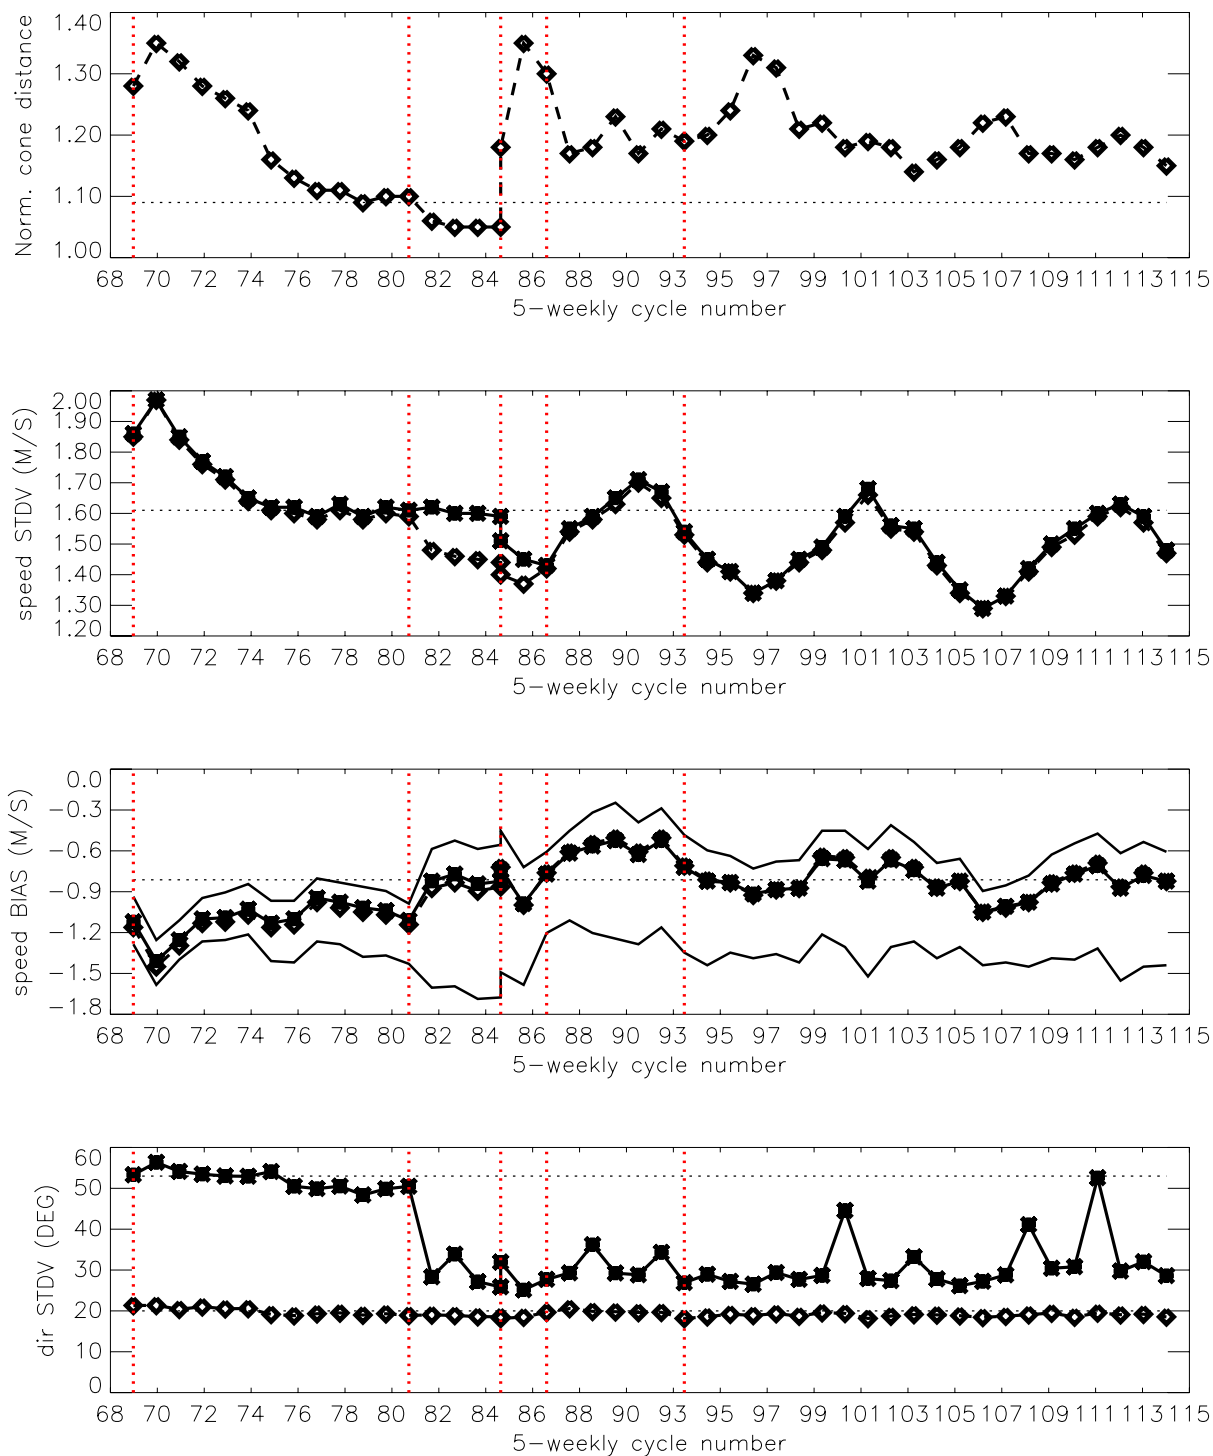 Norm. cone distance
1.40
1.30
1.20
1.10
1.00
68 70 72 74 76 78 80 82 84 86 88 90 93 95 97 99 101 103 105 107 109 111 113 115
5-weekly cycle number
speed STDV (M/S)
2.00
1.90
1.80
1.70
1.60
1.50
1.40
1.30
1.20
68 70 72 74 76 78 80 82 84 86 88 90 93 95 97 99 101 103 105 107 109 111 113 115
5-weekly cycle number
speed BIAS (M/S)
0.0
-0.3
-0.6
-0.9
-1.2
-1.5
-1.8
68 70 72 74 76 78 80 82 84 86 88 90 93 95 97 99 101 103 105 107 109 111 113 115
5-weekly cycle number
dir STDV (DEG)
60
50
40
30
20
10
0
68 70 72 74 76 78 80 82 84 86 88 90 93 95 97 99 101 103 105 107 109 111 113 115
5-weekly cycle number